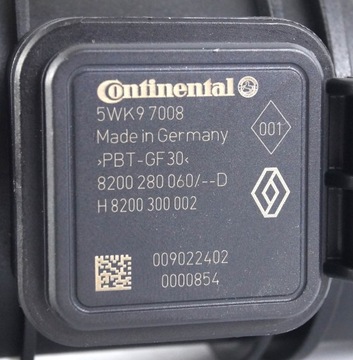 Continental
5WK9 7008
Made in Germany
001
>PBT-GF30<
8200 280 060/--D
H 8200 300 002
009022402
0000854